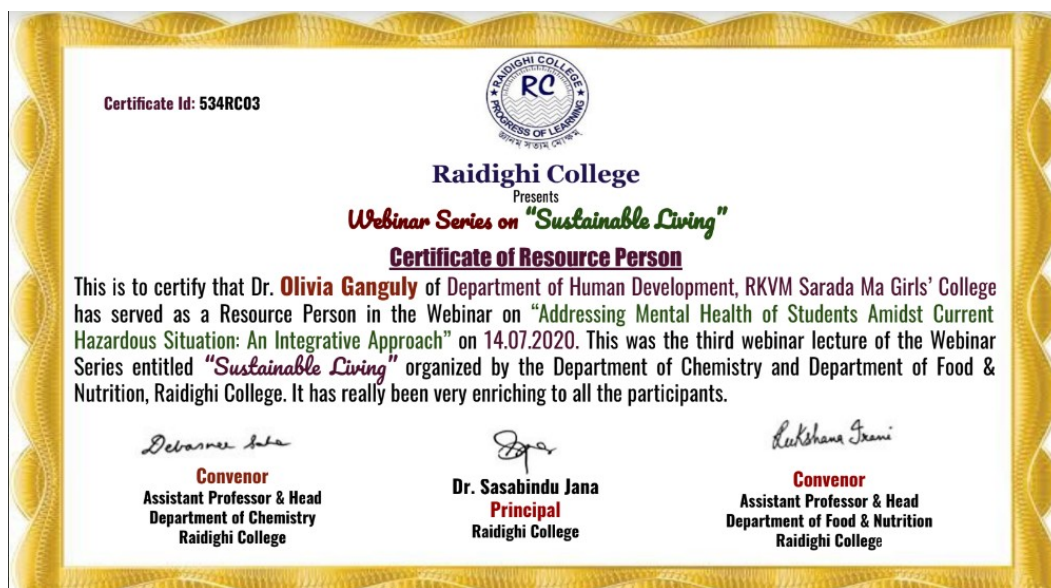 Certificate Id: 534RC03
RAIDIGHI COLLEGE
RC
PROGRESS OF LEARNING
জ্ঞানম্ সত্যম্ মোক্ষম্
Raidighi College
Presents
Webinar Series on “Sustainable Living”
Certificate of Resource Person
This is to certify that Dr. Olivia Ganguly of Department of Human Development, RKVM Sarada Ma Girls’ College
has served as a Resource Person in the Webinar on “Addressing Mental Health of Students Amidst Current
Hazardous Situation: An Integrative Approach” on 14.07.2020. This was the third webinar lecture of the Webinar
Series entitled “Sustainable Living” organized by the Department of Chemistry and Department of Food &
Nutrition, Raidighi College. It has really been very enriching to all the participants.
Debasree Saha
Rukshana Irani
Convenor
Assistant Professor & Head
Department of Chemistry
Raidighi College
Dr. Sasabindu Jana
Principal
Raidighi College
Convenor
Assistant Professor & Head
Department of Food & Nutrition
Raidighi College